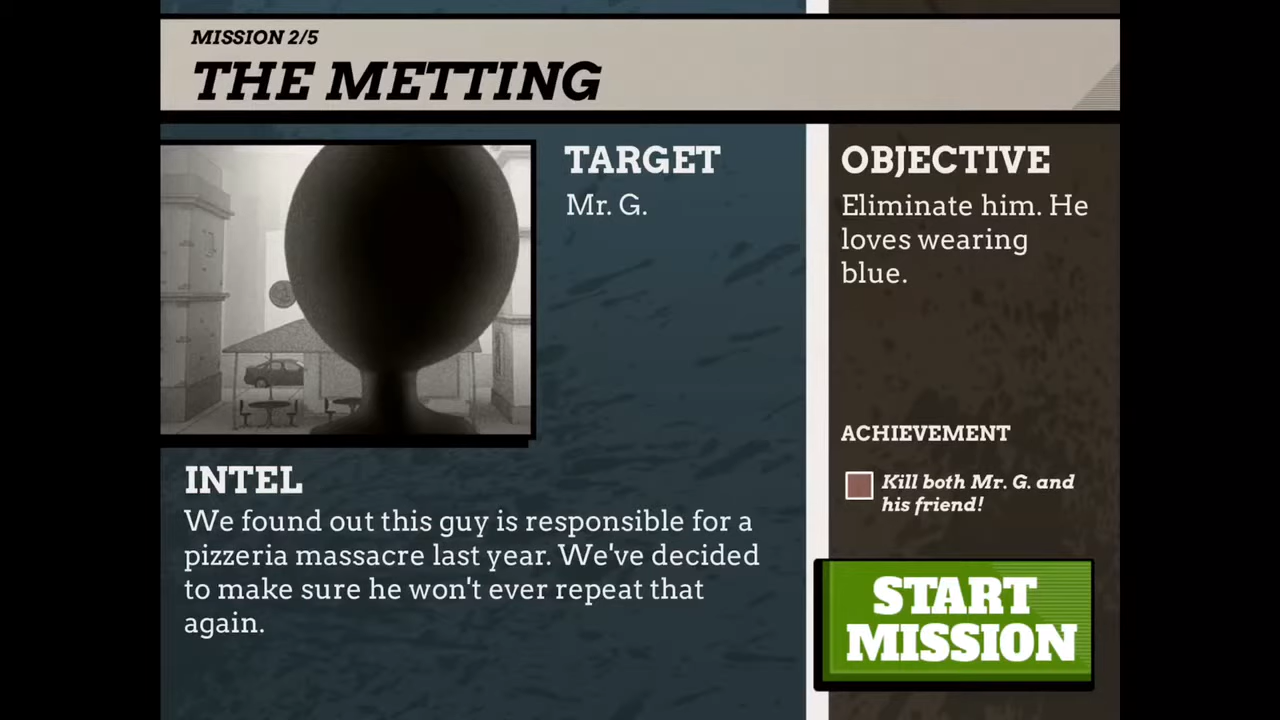 MISSION 2/5
THE METTING
TARGET
Mr. G.
OBJECTIVE
Eliminate him. He
loves wearing
blue.
ACHIEVEMENT
Kill both Mr. G. and
his friend!
INTEL
We found out this guy is responsible for a
pizzeria massacre last year. We've decided
to make sure he won't ever repeat that
again.
START
MISSION